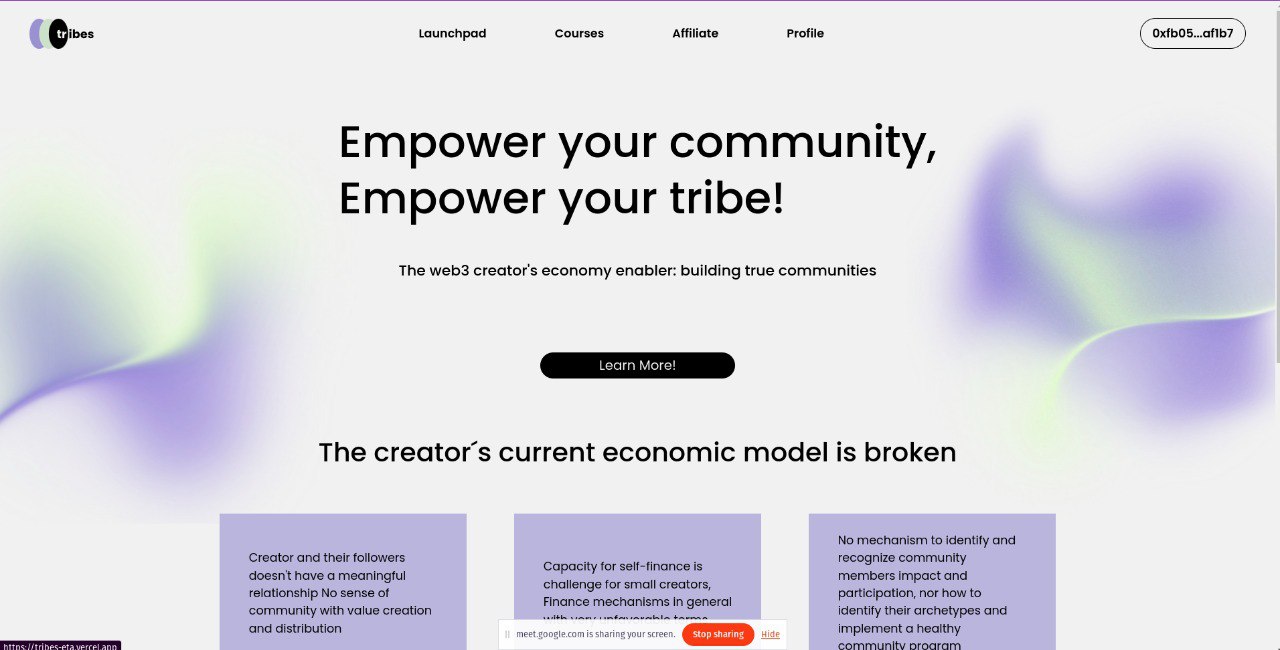 tribes
Launchpad
Courses
Affiliate
Profile
0xfb05...af1b7
Empower your community,
Empower your tribe!
The web3 creator's economy enabler: building true communities
Learn More!
The creator´s current economic model is broken
Creator and their followers
doesn't have a meaningful
relationship No sense of
community with value creation
and distribution
Capacity for self-finance is
challenge for small creators,
Finance mechanisms in general
with very unfavorable terms
No mechanism to identify and
recognize community
members impact and
participation, nor how to
identify their archetypes and
implement a healthy
community program
meet.google.com is sharing your screen.
Stop sharing
Hide
https://tribes-eta.vercel.app